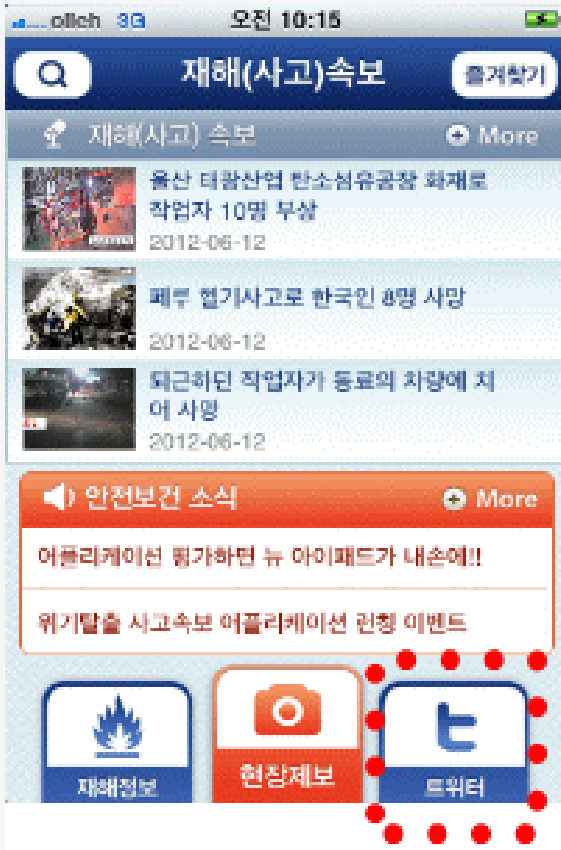 olleh 3G 오전 10:15
재해(사고)속보
즐겨찾기
재해(사고) 속보 More
울산 태광산업 탄소섬유공장 화재로
작업자 10명 부상
2012-06-12
페루 헬기사고로 한국인 8명 사망
2012-06-12
퇴근하던 작업자가 동료의 차량에 치
어 사망
2012-06-12
안전보건 소식 More
어플리케이션 평가하면 뉴 아이패드가 내손에!!
위기탈출 사고속보 어플리케이션 런칭 이벤트
재해정보 현장제보 트위터